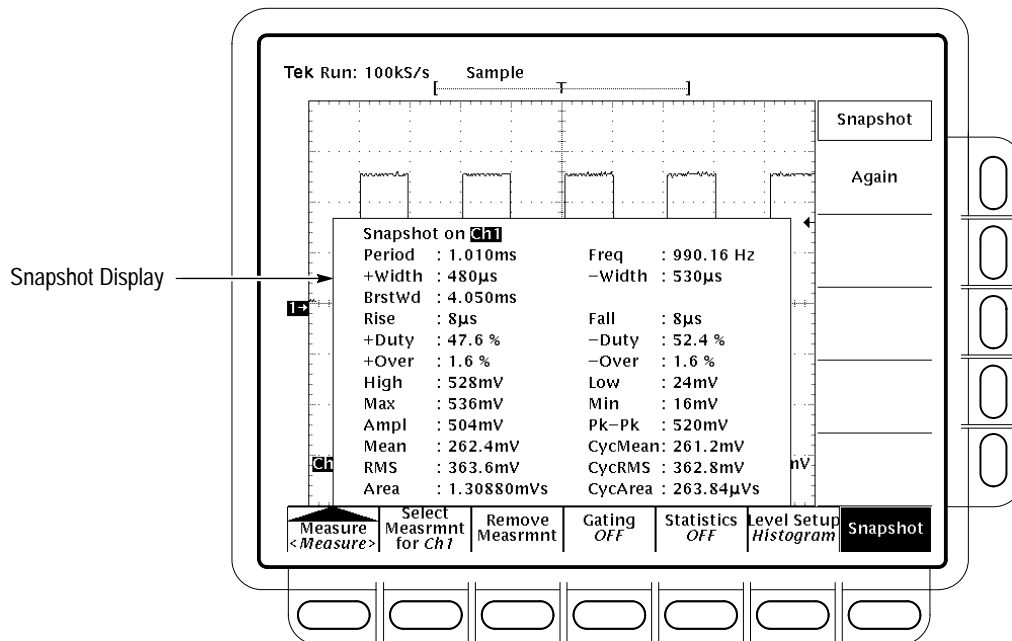 Tek Run: 100kS/s Sample
T
Snapshot
Again
Snapshot Display
Snapshot on Ch1
Period : 1.010ms Freq : 990.16 Hz
+Width : 480µs −Width : 530µs
BrstWd : 4.050ms
1→
Rise : 8µs Fall : 8µs
+Duty : 47.6 % −Duty : 52.4 %
+Over : 1.6 % −Over : 1.6 %
High : 528mV Low : 24mV
Max : 536mV Min : 16mV
Ampl : 504mV Pk−Pk : 520mV
Mean : 262.4mV CycMean: 261.2mV
Ch
RMS : 363.6mV CycRMS : 362.8mV
Area : 1.30880mVs CycArea : 263.84µVs
Measure
<Measure>
Select
Measrmnt
for Ch1
Remove
Measrmnt
Gating
OFF
Statistics
OFF
Level Setup
Histogram
Snapshot